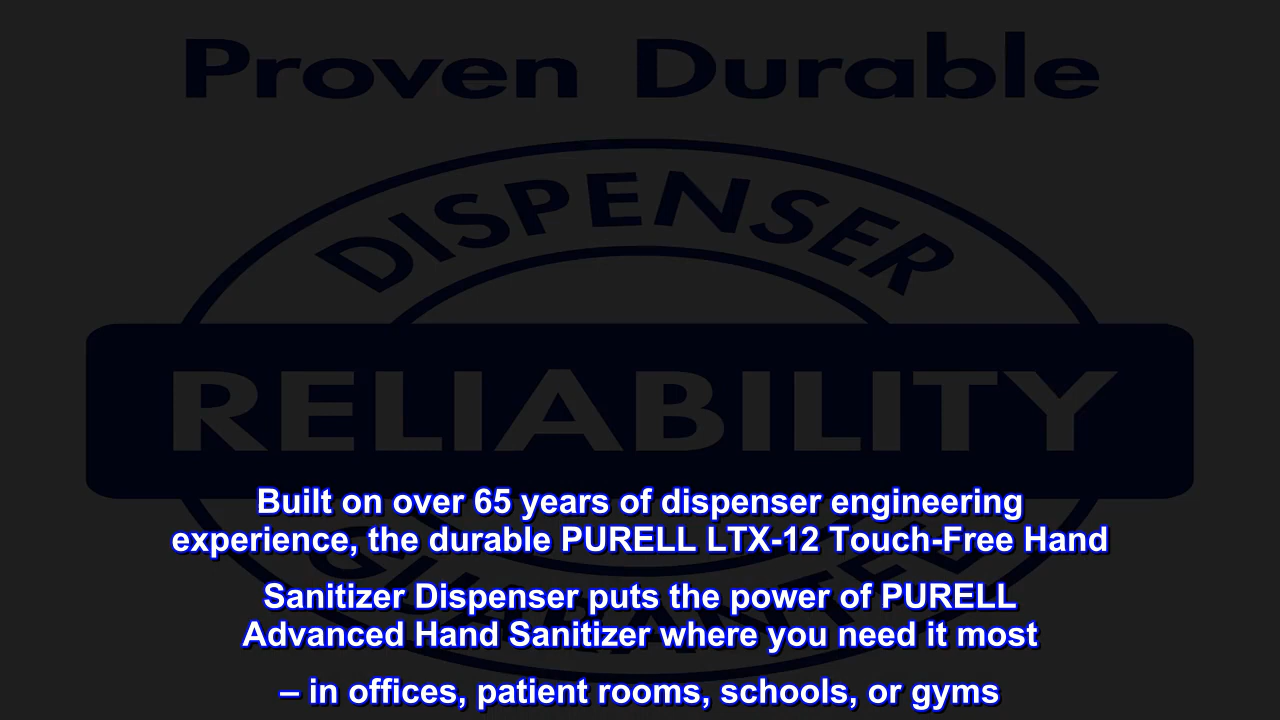 Proven Durable
DISPENSER
RELIABILITY
GUARANTEE
Built on over 65 years of dispenser engineering
experience, the durable PURELL LTX-12 Touch-Free Hand
Sanitizer Dispenser puts the power of PURELL
Advanced Hand Sanitizer where you need it most
– in offices, patient rooms, schools, or gyms